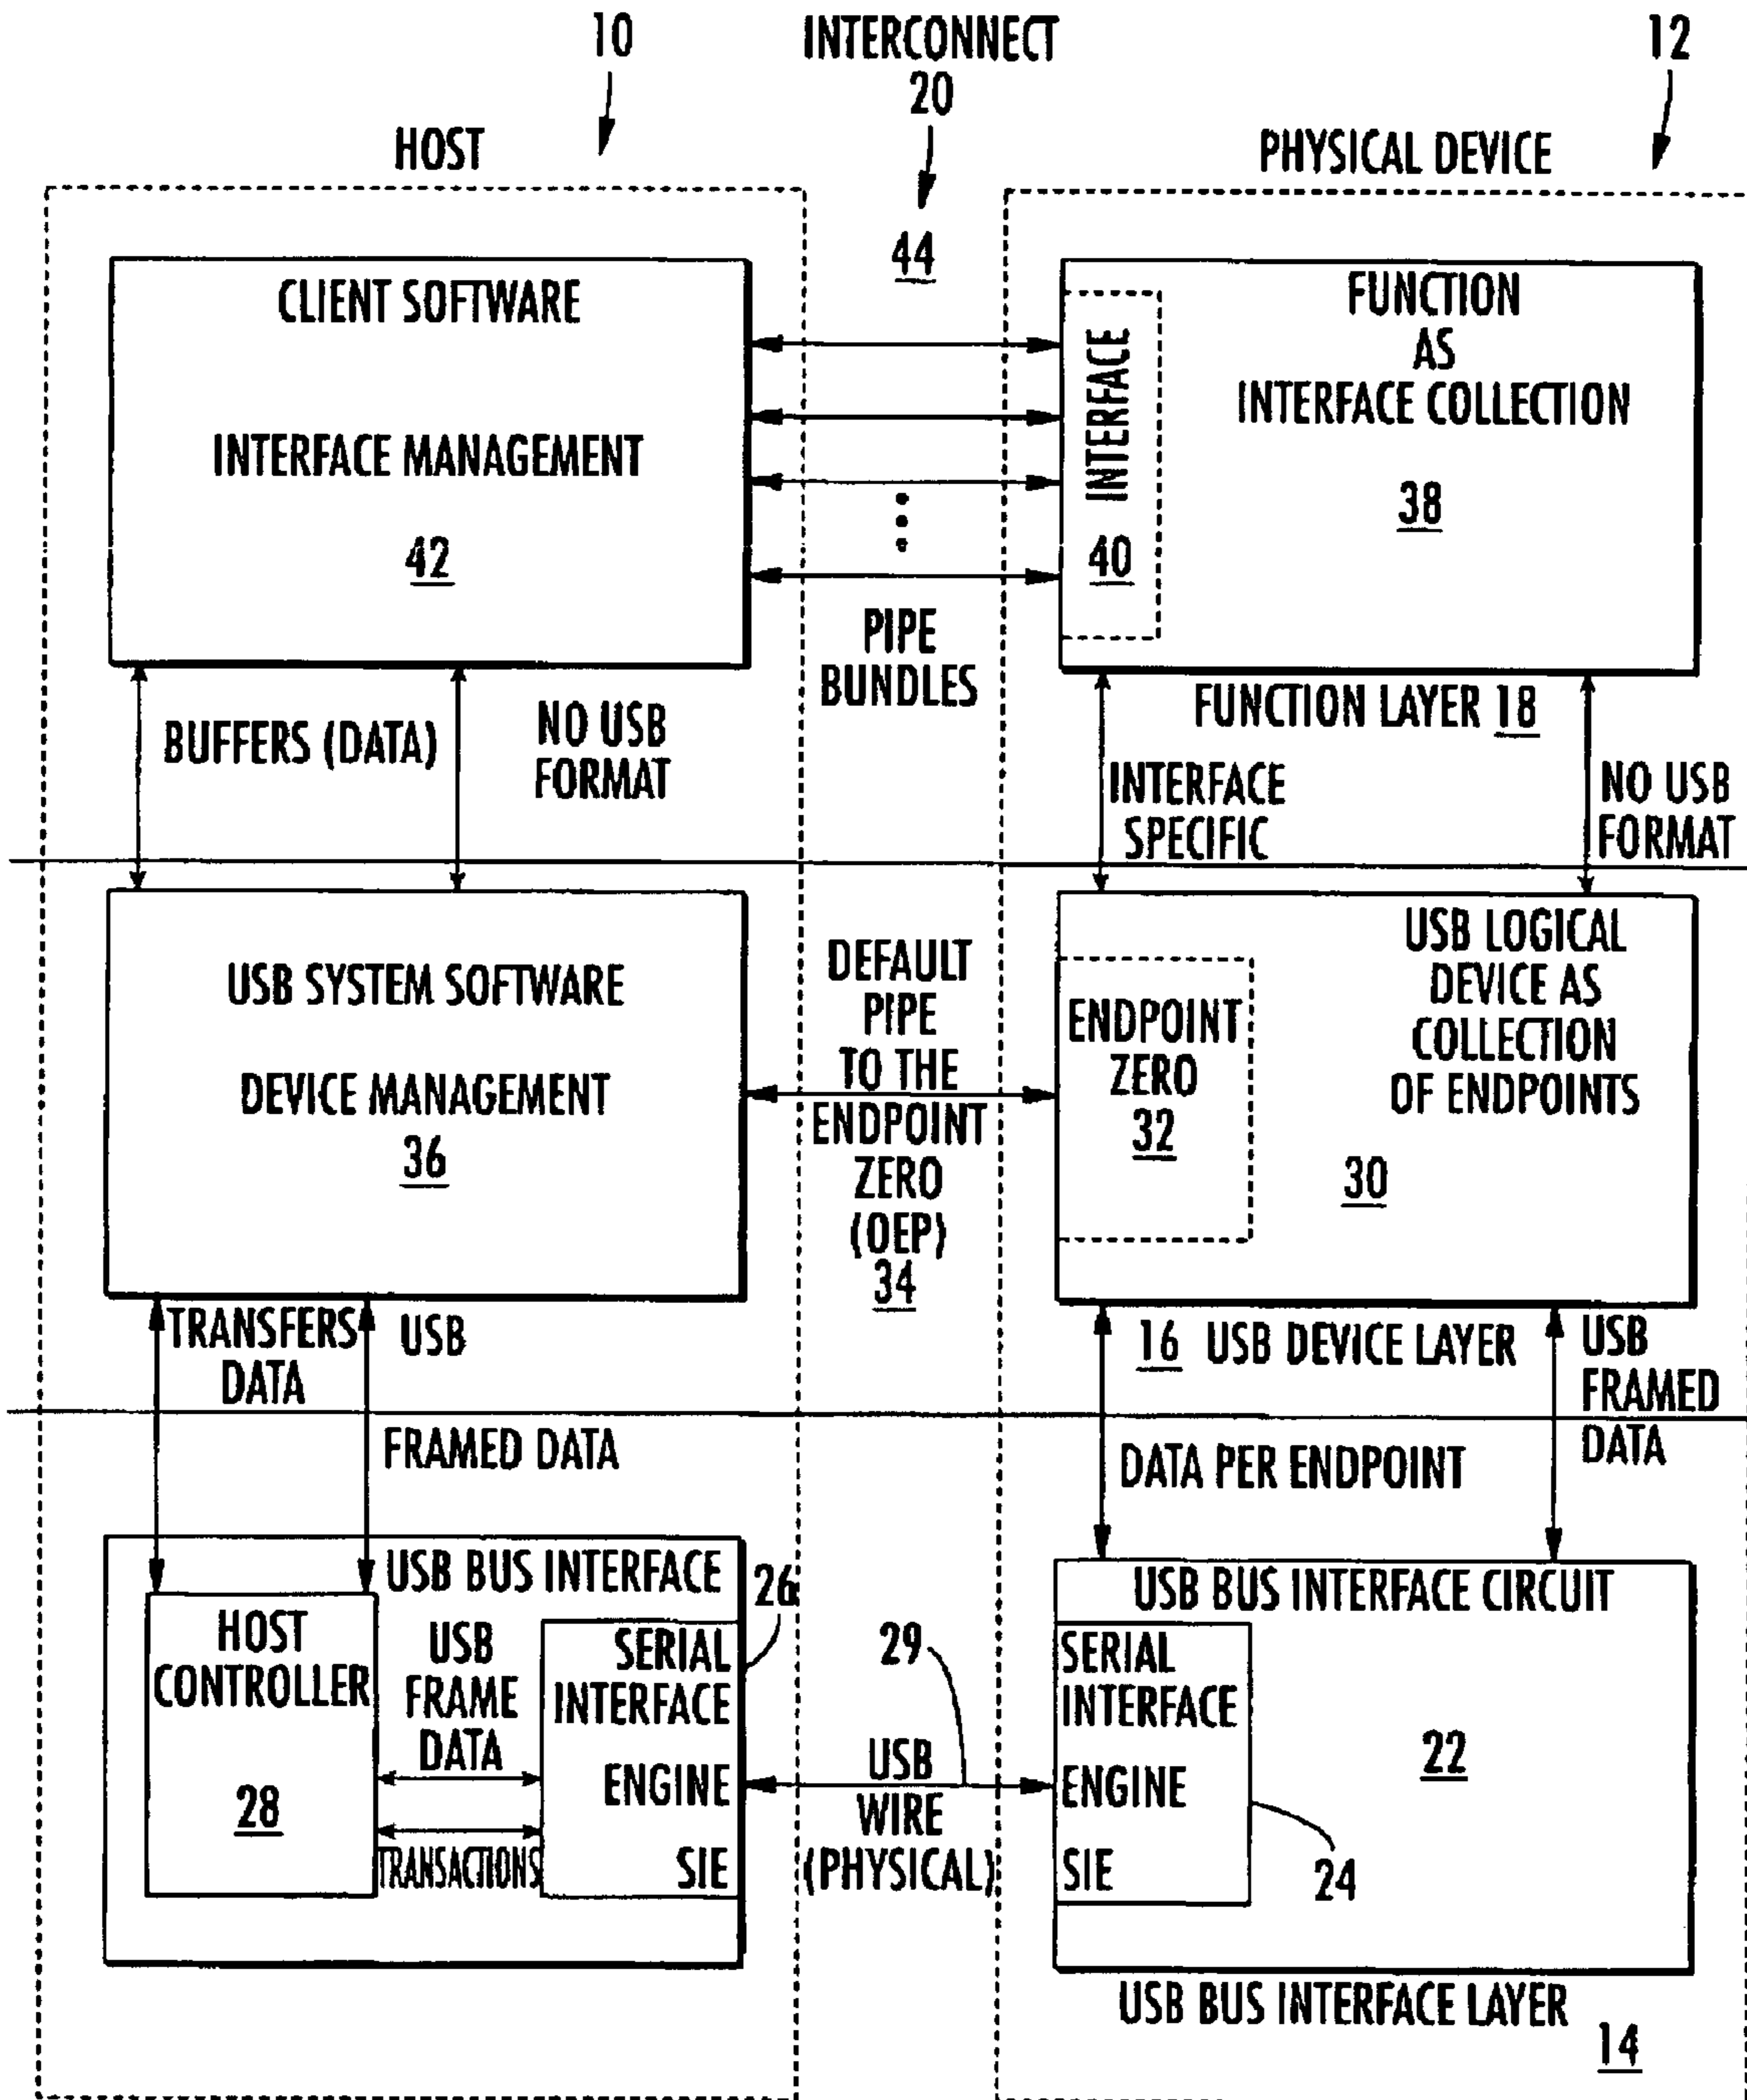 10
INTERCONNECT
20
12
HOST
PHYSICAL DEVICE
44
CLIENT SOFTWARE
INTERFACE MANAGEMENT
42
INTERFACE
40
FUNCTION
AS
INTERFACE COLLECTION
38
PIPE
BUNDLES
BUFFERS (DATA)
NO USB
FORMAT
FUNCTION LAYER 18
INTERFACE
SPECIFIC
NO USB
FORMAT
USB SYSTEM SOFTWARE
DEVICE MANAGEMENT
36
DEFAULT
PIPE
TO THE
ENDPOINT
ZERO
(OEP)
34
ENDPOINT
ZERO
32
USB LOGICAL
DEVICE AS
COLLECTION
OF ENDPOINTS
30
TRANSFERS
DATA
USB
FRAMED DATA
16 USB DEVICE LAYER
USB
FRAMED
DATA
DATA PER ENDPOINT
USB BUS INTERFACE
26
HOST
CONTROLLER
28
USB
FRAME
DATA
TRANSACTIONS
SERIAL
INTERFACE
ENGINE
SIE
29
USB
WIRE
(PHYSICAL)
USB BUS INTERFACE CIRCUIT
SERIAL
INTERFACE
ENGINE
SIE
22
24
USB BUS INTERFACE LAYER
14